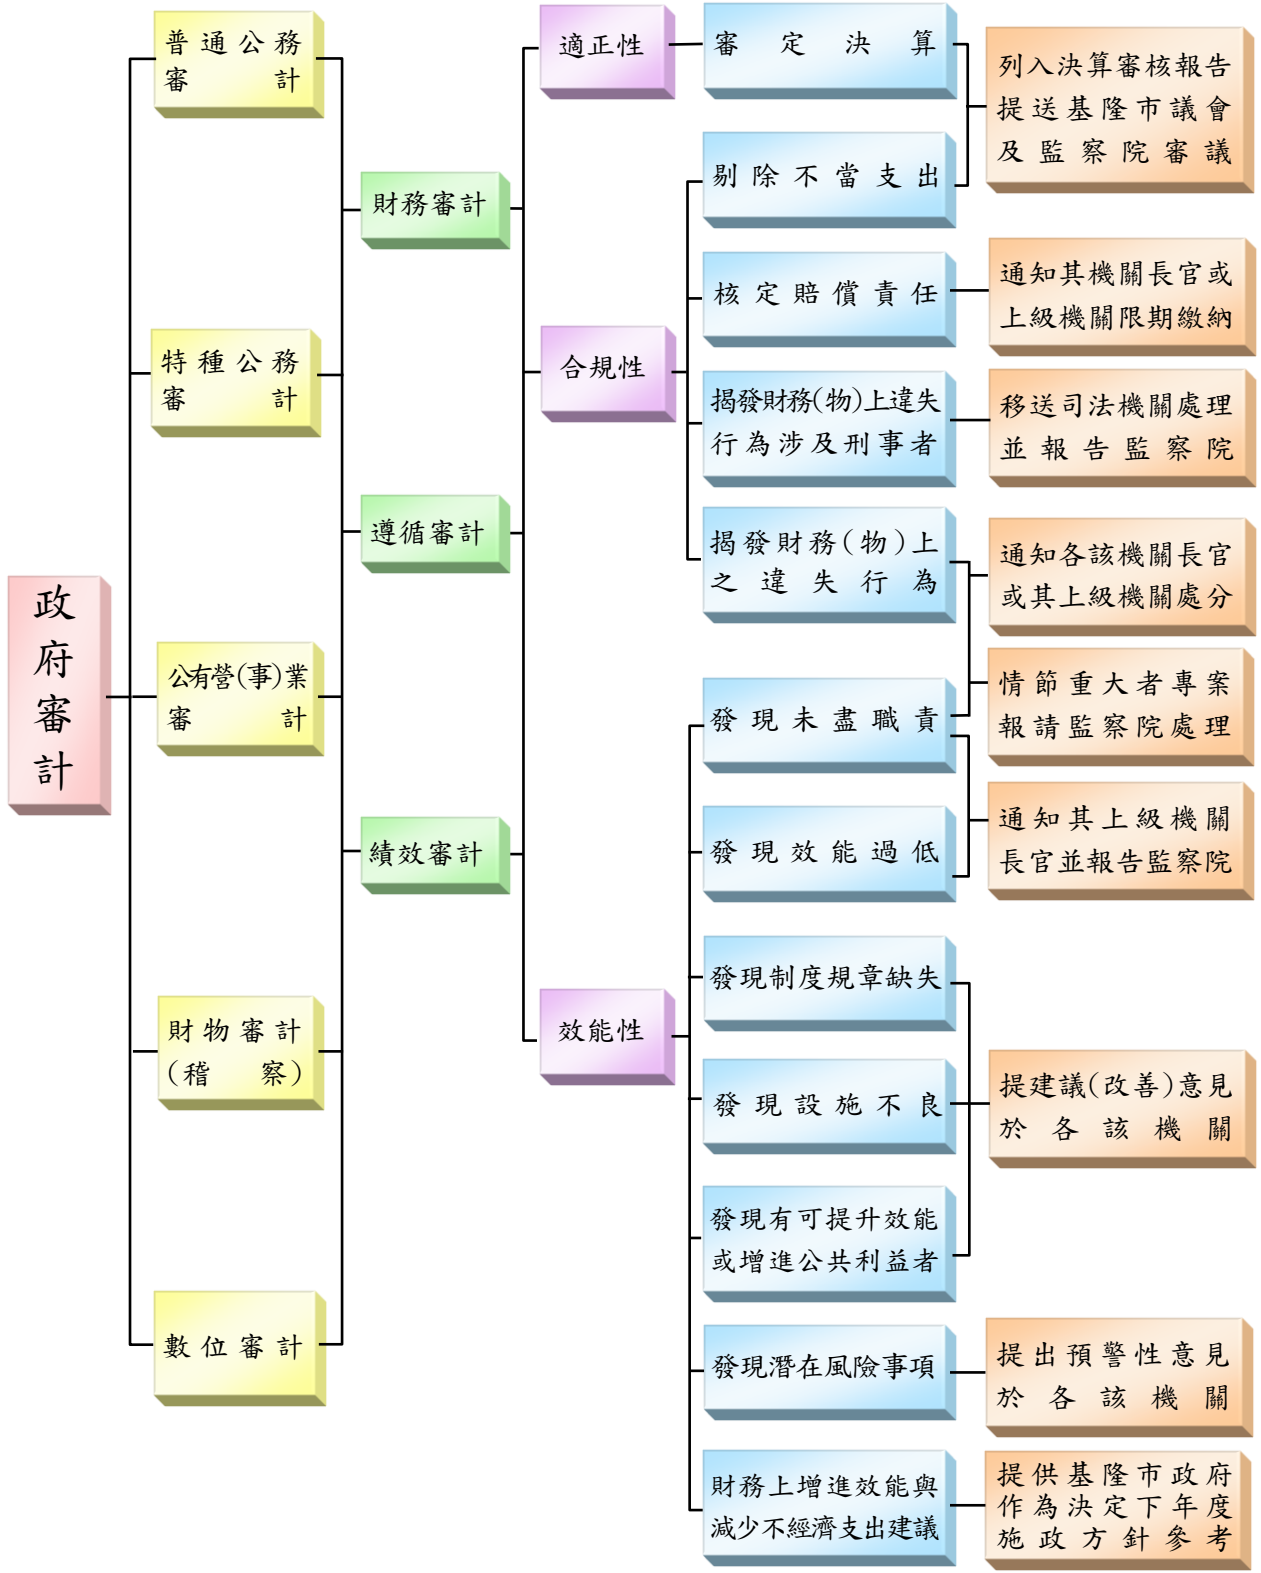 政
府
審
計
普通公務
審計
特種公務
審計
公有營(事)業
審計
財物審計
(稽察)
數位審計
財務審計
遵循審計
績效審計
適正性
合規性
效能性
審定決算
剔除不當支出
核定賠償責任
揭發財務(物)上違失
行為涉及刑事者
揭發財務(物)上
之違失行為
發現未盡職責
發現效能過低
發現制度規章缺失
發現設施不良
發現有可提升效能
或增進公共利益者
發現潛在風險事項
財務上增進效能與
減少不經濟支出建議
列入決算審核報告
提送基隆市議會
及監察院審議
通知其機關長官或
上級機關限期繳納
移送司法機關處理
並報告監察院
通知各該機關長官
或其上級機關處分
情節重大者專案
報請監察院處理
通知其上級機關
長官並報告監察院
提建議(改善)意見
於各該機關
提出預警性意見
於各該機關
提供基隆市政府
作為決定下年度
施政方針參考